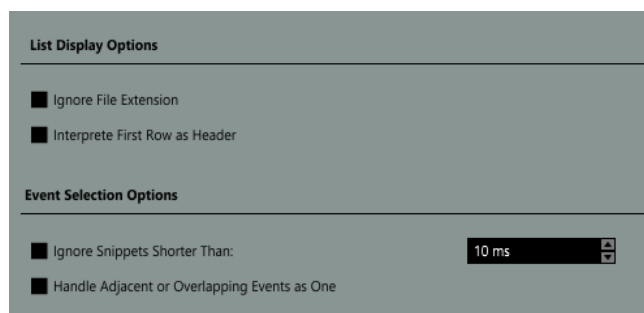 List Display Options
Ignore File Extension
Interprete First Row as Header
Event Selection Options
Ignore Snippets Shorter Than: 10 ms
Handle Adjacent or Overlapping Events as One